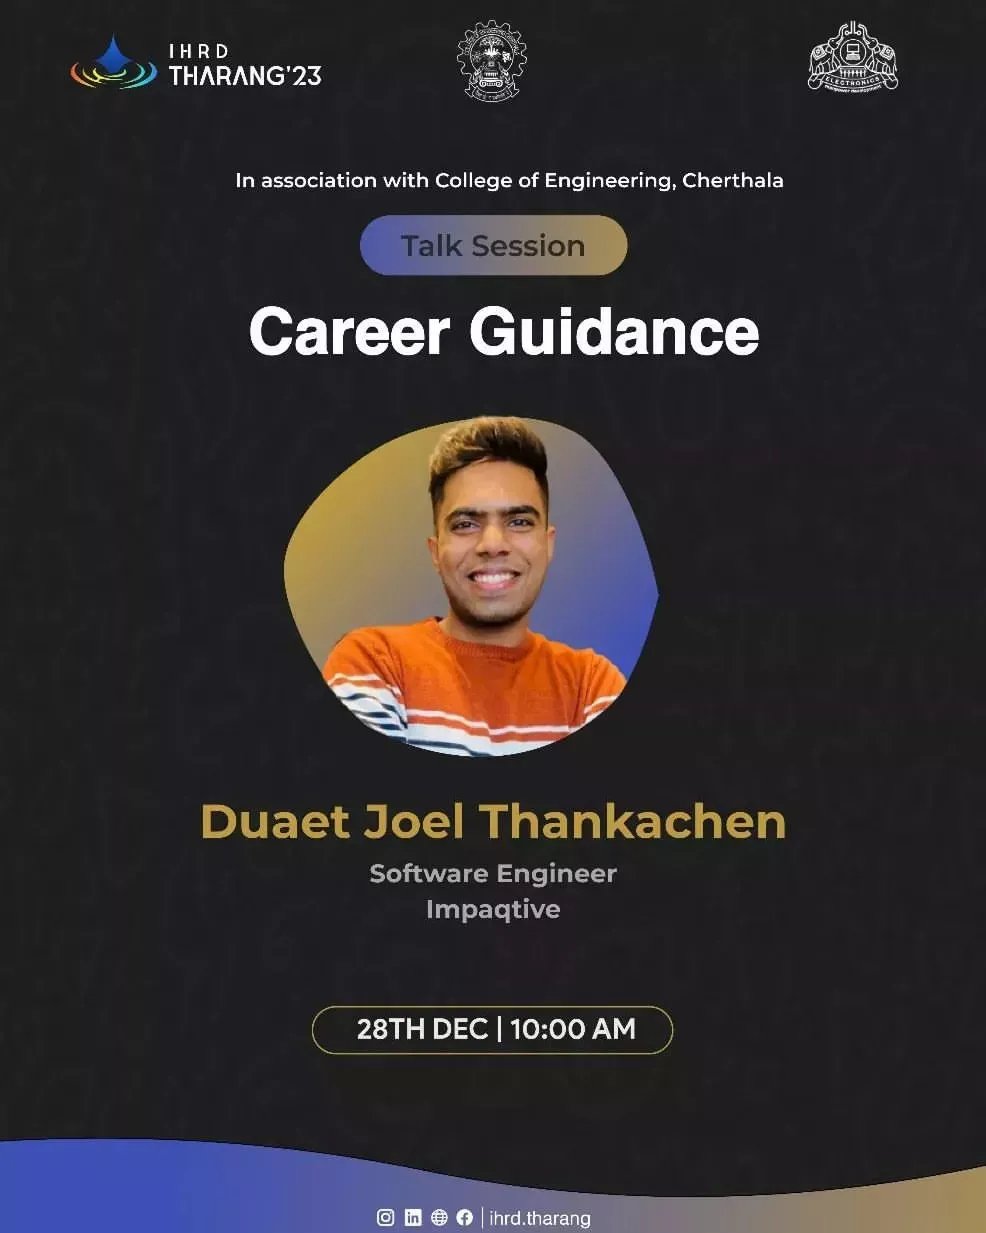 IHRD
THARANG'23
ELECTRONICS
In association with College of Engineering, Cherthala
Talk Session
Career Guidance
Duaet Joel Thankachen
Software Engineer
Impaqtive
28TH DEC | 10:00 AM
ihrd.tharang